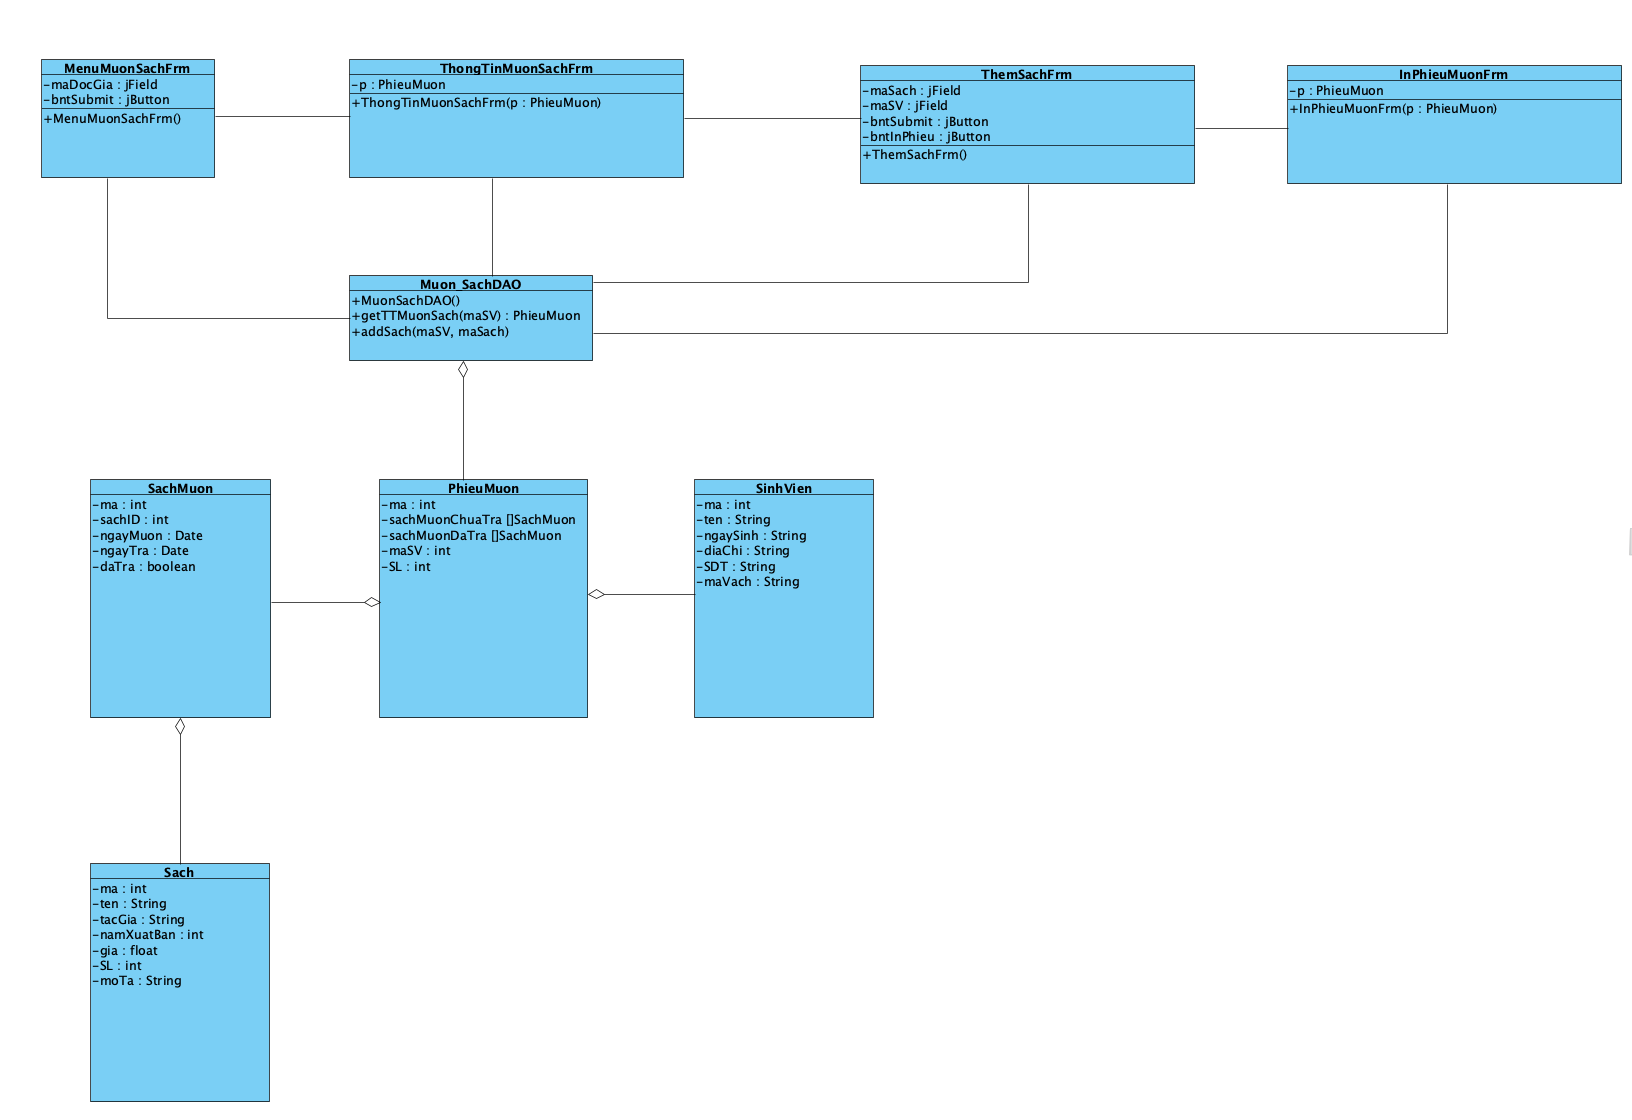 MenuMuonSachFrm
-maDocGia : jField
-bntSubmit : jButton
+MenuMuonSachFrm()
ThongTinMuonSachFrm
-p : PhieuMuon
+ThongTinMuonSachFrm(p : PhieuMuon)
ThemSachFrm
-maSach : jField
-maSV : jField
-bntSubmit : jButton
-bntInPhieu : jButton
+ThemSachFrm()
InPhieuMuonFrm
-p : PhieuMuon
+InPhieuMuonFrm(p : PhieuMuon)
Muon_SachDAO
+MuonSachDAO()
+getTTMuonSach(maSV) : PhieuMuon
+addSach(maSV, maSach)
SachMuon
-ma : int
-sachID : int
-ngayMuon : Date
-ngayTra : Date
-daTra : boolean
PhieuMuon
-ma : int
-sachMuonChuaTra []SachMuon
-sachMuonDaTra []SachMuon
-maSV : int
-SL : int
SinhVien
-ma : int
-ten : String
-ngaySinh : String
-diaChi : String
-SDT : String
-maVach : String
Sach
-ma : int
-ten : String
-tacGia : String
-namXuatBan : int
-gia : float
-SL : int
-moTa : String